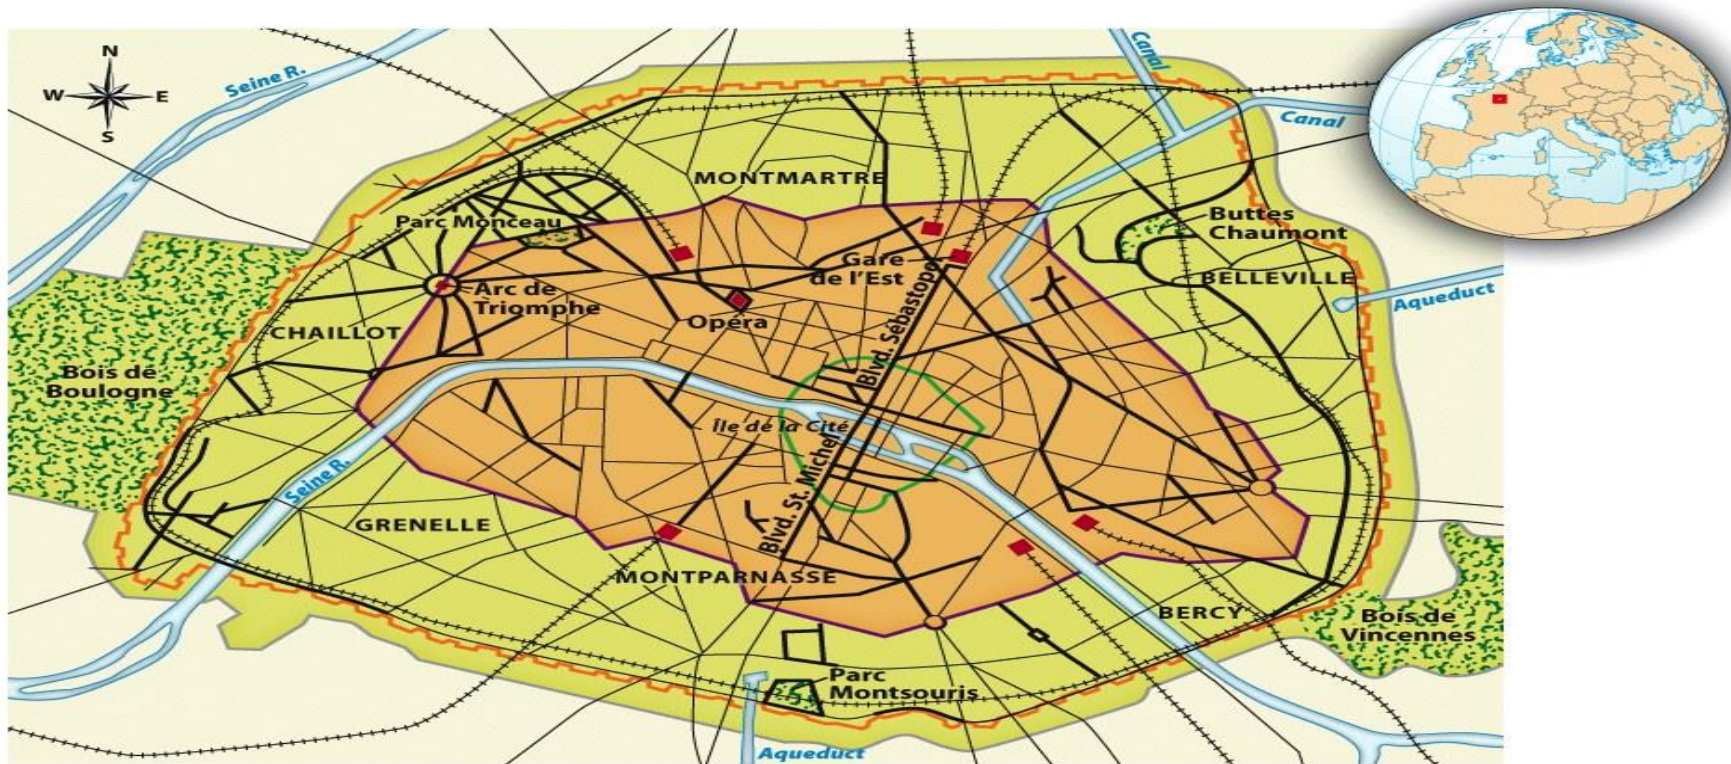 N
W
E
S
Seine R.
Canal
Canal
MONTMARTRE
Parc Monceau
Buttes
Chaumont
Gare
de l'Est
BELLEVILLE
Arc de
Triomphe
Aqueduct
Opéra
CHAILLOT
Blvd. Sébastopol
Bois de
Boulogne
Île de la Cité
Seine R.
Blvd. St. Michel
GRENELLE
MONTPARNASSE
BERCY
Bois de
Vincennes
Parc
Montsouris
Aqueduct